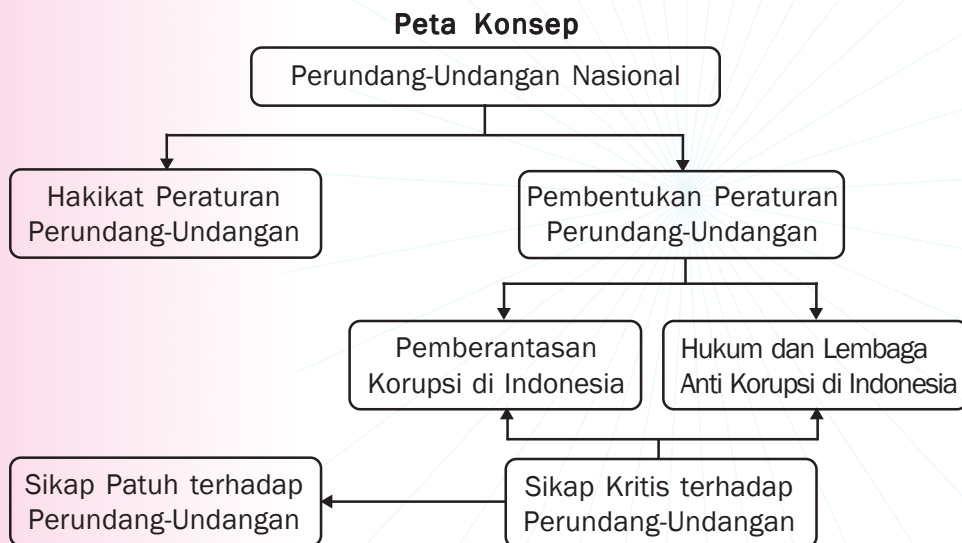 Peta Konsep
Perundang-Undangan Nasional
Hakikat Peraturan
Perundang-Undangan
Pembentukan Peraturan
Perundang-Undangan
Pemberantasan
Korupsi di Indonesia
Hukum dan Lembaga
Anti Korupsi di Indonesia
Sikap Patuh terhadap
Perundang-Undangan
Sikap Kritis terhadap
Perundang-Undangan